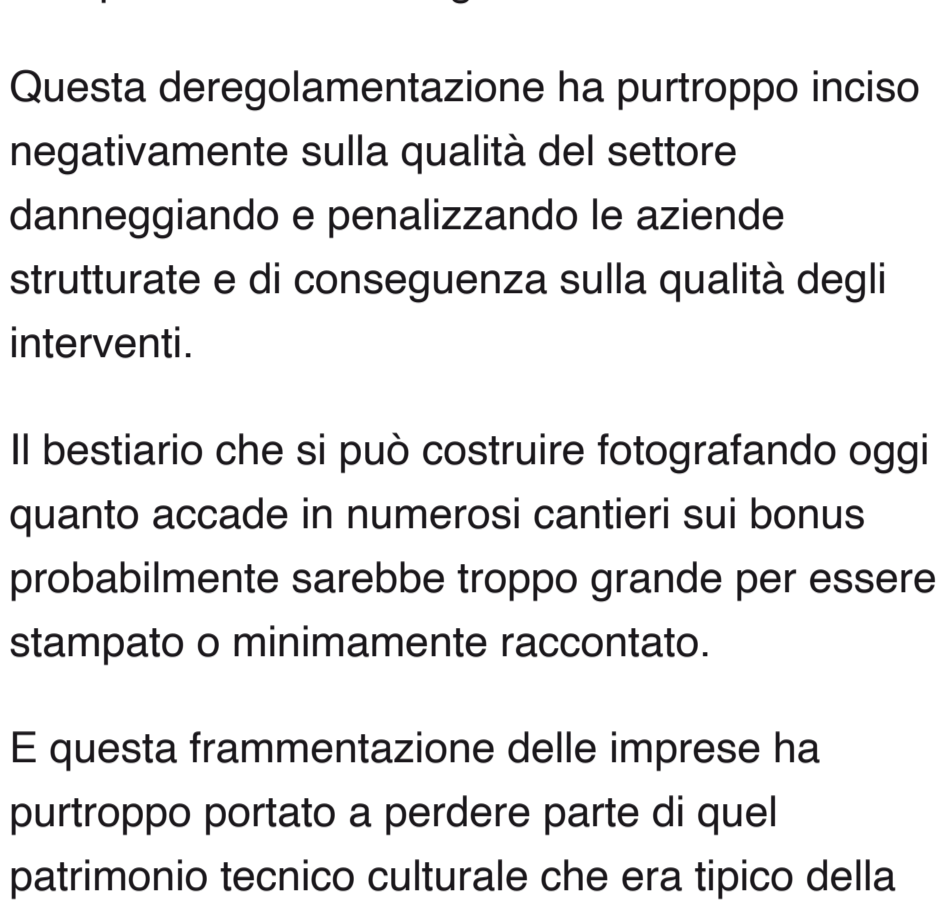 Questa deregolamentazione ha purtroppo inciso
negativamente sulla qualità del settore
danneggiando e penalizzando le aziende
strutturate e di conseguenza sulla qualità degli
interventi.
Il bestiario che si può costruire fotografando oggi
quanto accade in numerosi cantieri sui bonus
probabilmente sarebbe troppo grande per essere
stampato o minimamente raccontato.
E questa frammentazione delle imprese ha
purtroppo portato a perdere parte di quel
patrimonio tecnico culturale che era tipico della